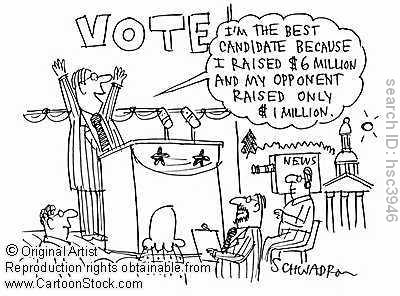 VOTE
I'M THE BEST
CANDIDATE BECAUSE
I RAISED $6 MILLION
AND MY OPPONENT
RAISED ONLY
$1 MILLION.
NEWS
SCHWADRON
© Original Artist
Reproduction rights obtainable from
www.CartoonStock.com
search ID: hsc3946